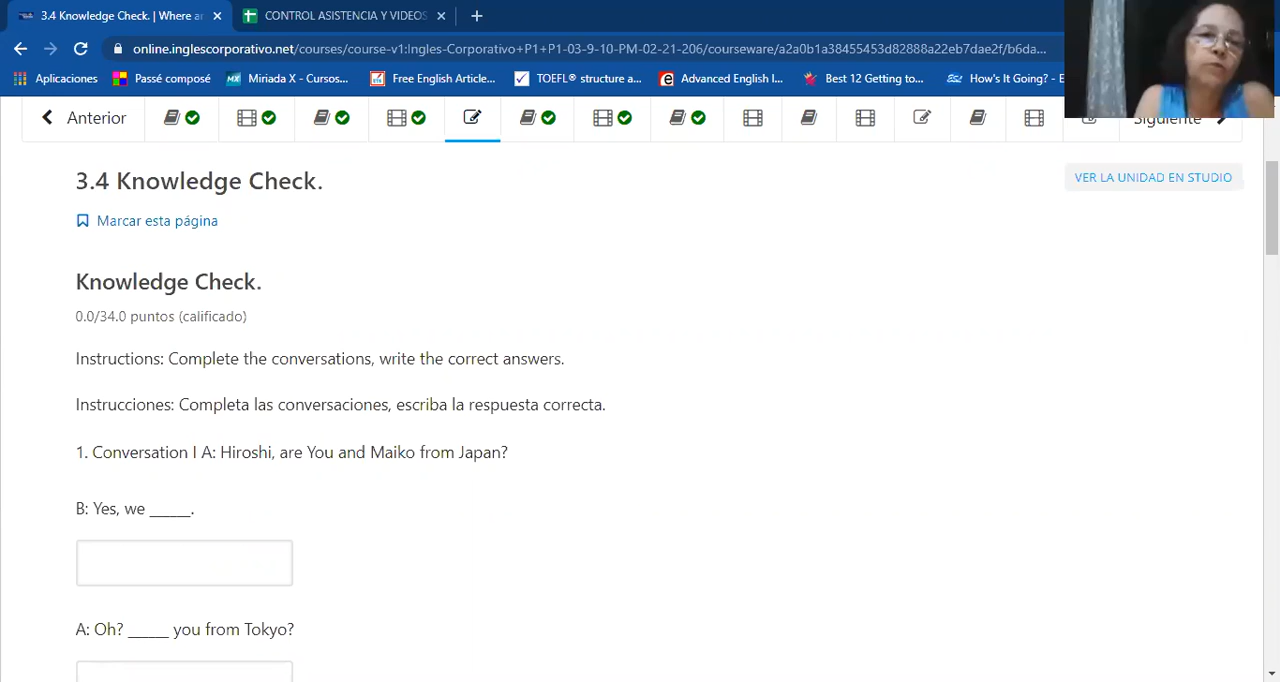 3.4 Knowledge Check. | Where ar
CONTROL ASISTENCIA Y VIDEOS
online.inglescorporativo.net/courses/course-v1:Ingles-Corporativo+P1+P1-03-9-10-PM-02-21-206/courseware/a2a0b1a38455453d82888a22eb7dae2f/b6da...
Aplicaciones Passé composé Miriada X - Cursos... Free English Article... TOEFL® structure a... Advanced English I... Best 12 Getting to... How's It Going? - E
Anterior Siguiente
3.4 Knowledge Check.
VER LA UNIDAD EN STUDIO
Marcar esta página
Knowledge Check.
0.0/34.0 puntos (calificado)
Instructions: Complete the conversations, write the correct answers.
Instrucciones: Completa las conversaciones, escriba la respuesta correcta.
1. Conversation I A: Hiroshi, are You and Maiko from Japan?
B: Yes, we _____.
A: Oh? _____ you from Tokyo?